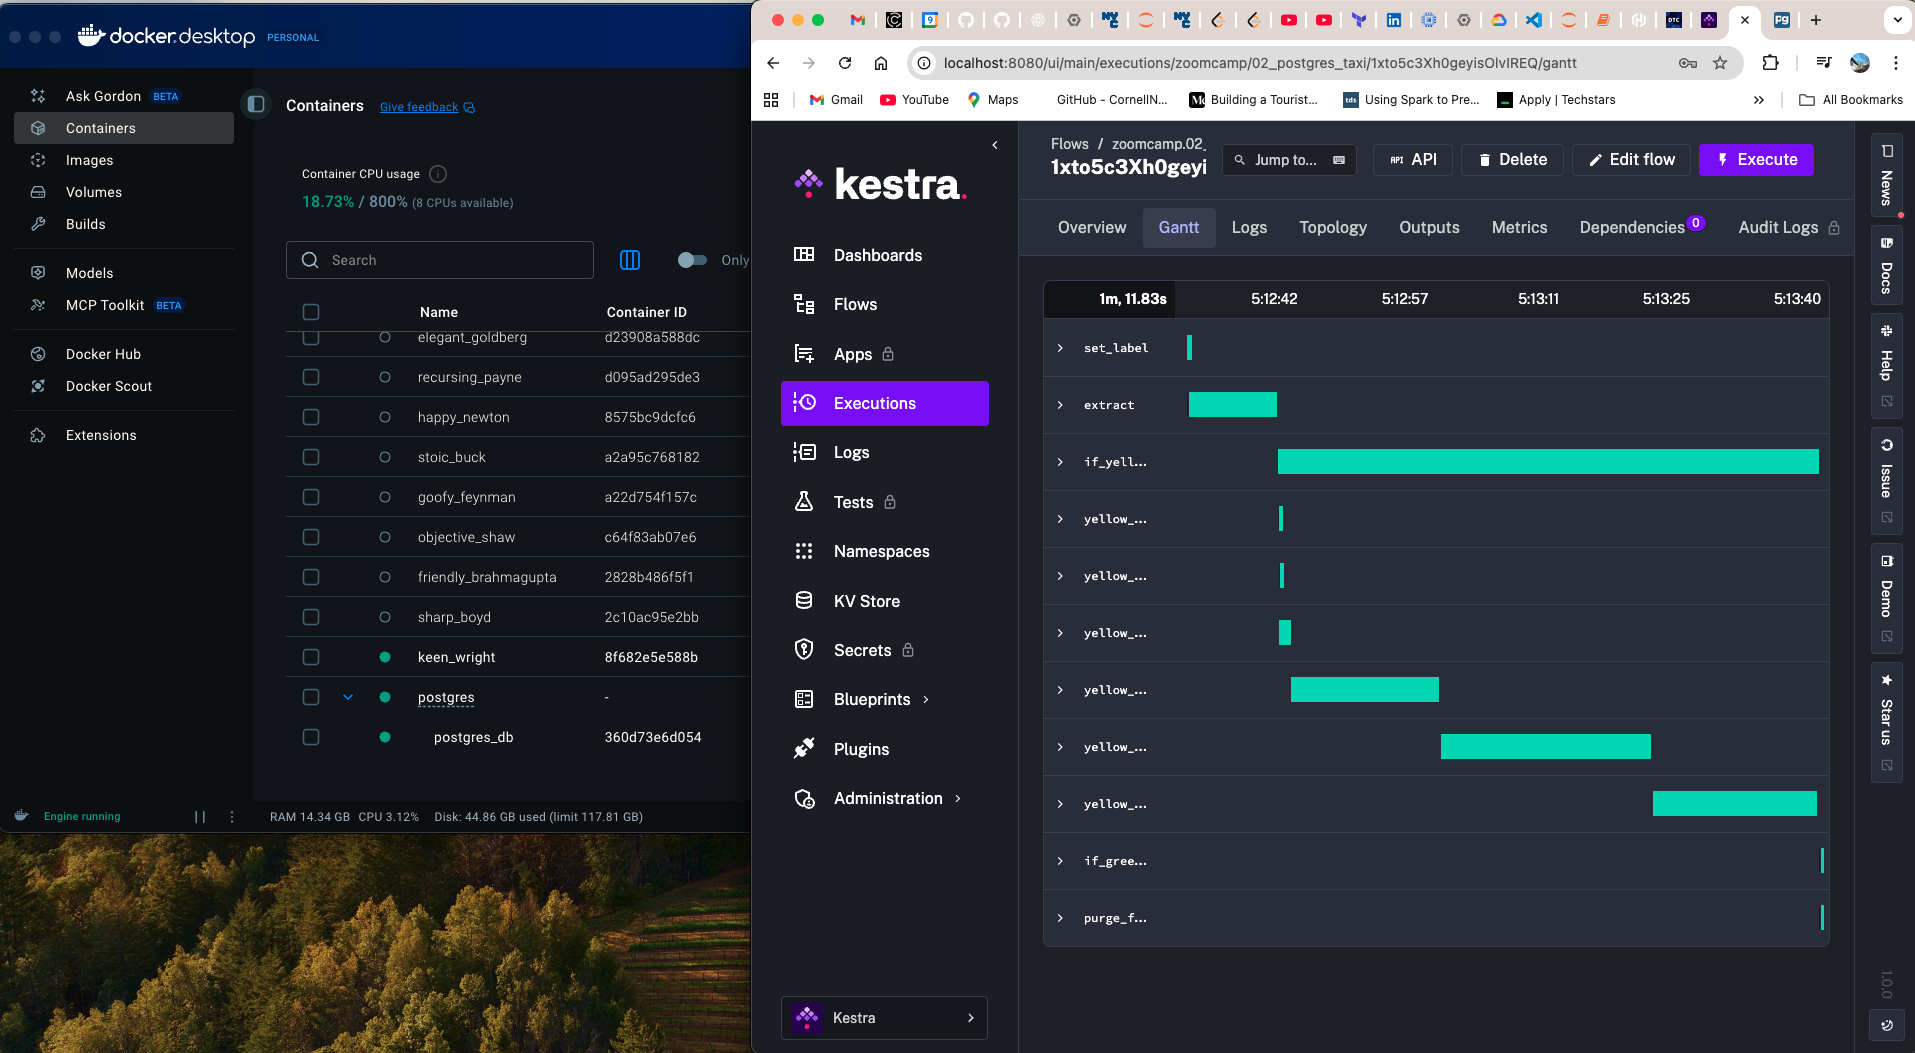 docker.desktop PERSONAL
Ask Gordon BETA
Containers
Images
Volumes
Builds
Models
MCP Toolkit BETA
Docker Hub
Docker Scout
Extensions
Containers Give feedback
Container CPU usage
18.73% / 800% (8 CPUs available)
Search
Only
Name Container ID
elegant_goldberg d23908a588dc
recursing_payne d095ad295de3
happy_newton 8575bc9dcfc6
stoic_buck a2a95c768182
goofy_feynman a22d754f157c
objective_shaw c64f83ab07e6
friendly_brahmagupta 2828b486f5f1
sharp_boyd 2c10ac95e2bb
keen_wright 8f682e5e588b
postgres -
postgres_db 360d73e6d054
Engine running
RAM 14.34 GB CPU 3.12% Disk: 44.86 GB used (limit 117.81 GB)
localhost:8080/ui/main/executions/zoomcamp/02_postgres_taxi/1xto5c3Xh0geyisOlvIREQ/gantt
Gmail YouTube Maps GitHub - CornellN... Building a Tourist... Using Spark to Pre... Apply | Techstars
All Bookmarks
kestra.
Dashboards
Flows
Apps
Executions
Logs
Tests
Namespaces
KV Store
Secrets
Blueprints
Plugins
Administration
Kestra
Flows / zoomcamp.02_
1xto5c3Xh0geyi
Jump to...
API
Delete
Edit flow
Execute
Overview Gantt Logs Topology Outputs Metrics Dependencies 0 Audit Logs
1m, 11.83s 5:12:42 5:12:57 5:13:11 5:13:25 5:13:40
set_label
extract
if_yell...
yellow_...
yellow_...
yellow_...
yellow_...
yellow_...
yellow_...
if_gree...
purge_f...
News
Docs
Help
Issue
Demo
Star us
1.0.0